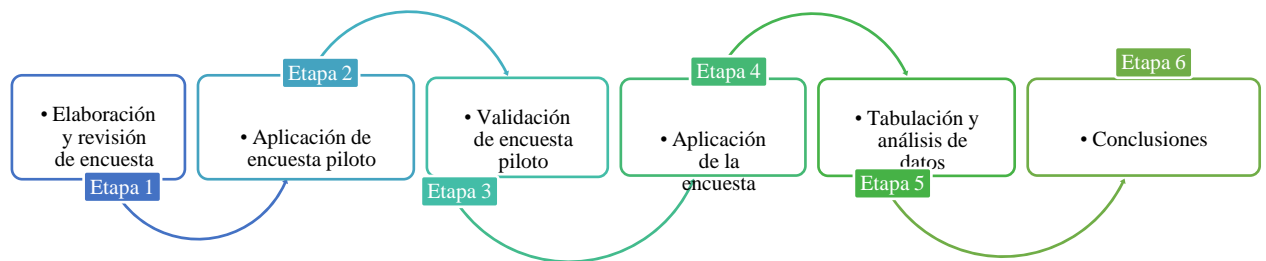 • Elaboración
y revisión
de encuesta
Etapa 1
Etapa 2
• Aplicación de
encuesta piloto
• Validación
de encuesta
piloto
Etapa 3
Etapa 4
• Aplicación
de la
encuesta
• Tabulación y
análisis de
datos
Etapa 5
Etapa 6
• Conclusiones